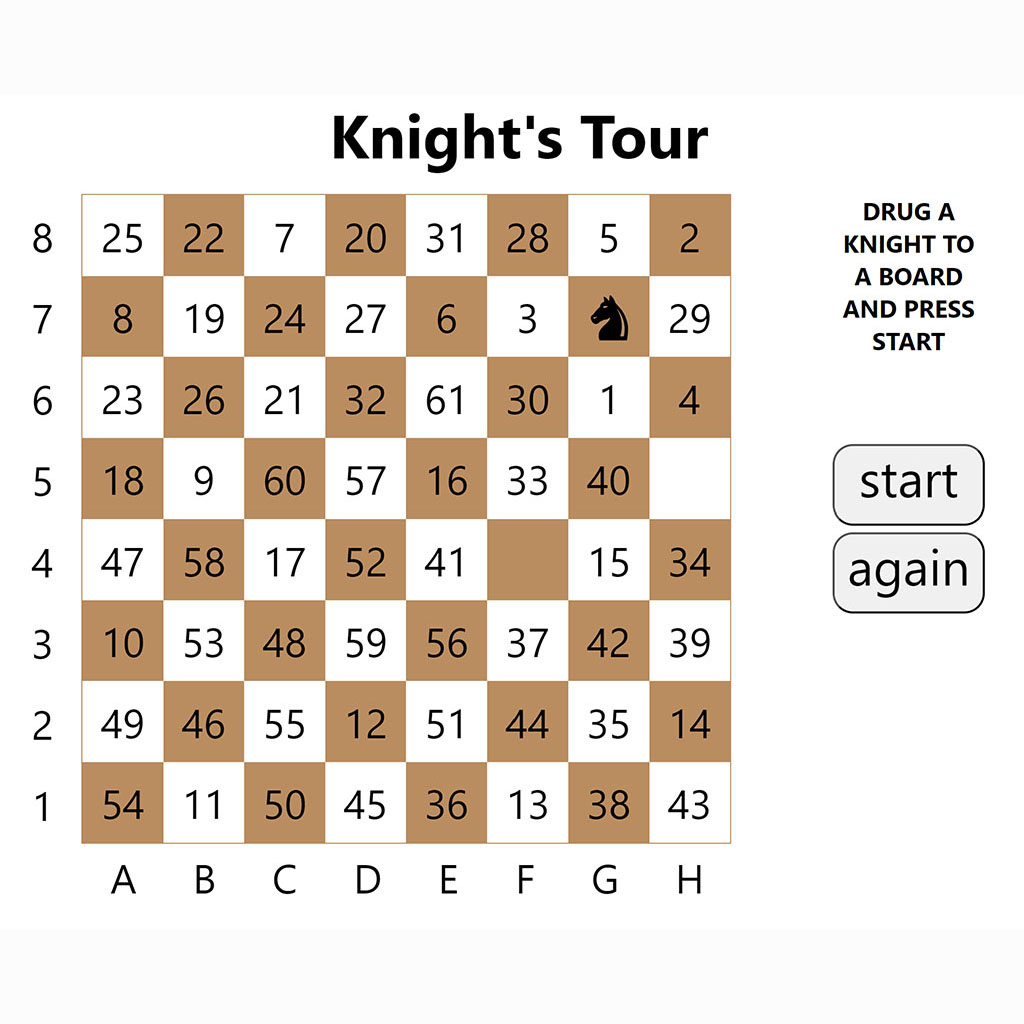 Knight's Tour
8 25 22 7 20 31 28 5 2
7 8 19 24 27 6 3 29
6 23 26 21 32 61 30 1 4
5 18 9 60 57 16 33 40
4 47 58 17 52 41 15 34
3 10 53 48 59 56 37 42 39
2 49 46 55 12 51 44 35 14
1 54 11 50 45 36 13 38 43
A B C D E F G H
DRUG A
KNIGHT TO
A BOARD
AND PRESS
START
start
again